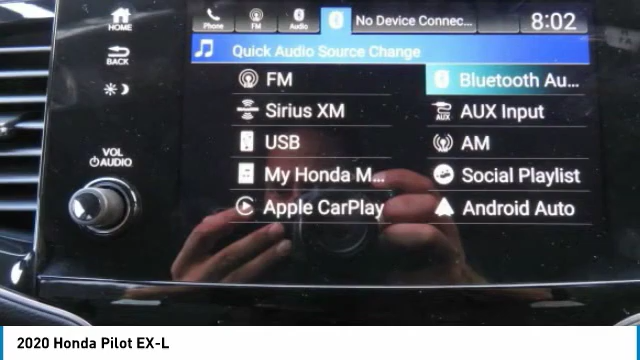 HOME
BACK
VOL
AUDIO
Phone FM Audio No Device Connec... 8:02
Quick Audio Source Change
FM Bluetooth Au...
Sirius XM AUX Input
USB AM
My Honda M... Social Playlist
Apple CarPlay Android Auto
2020 Honda Pilot EX-L